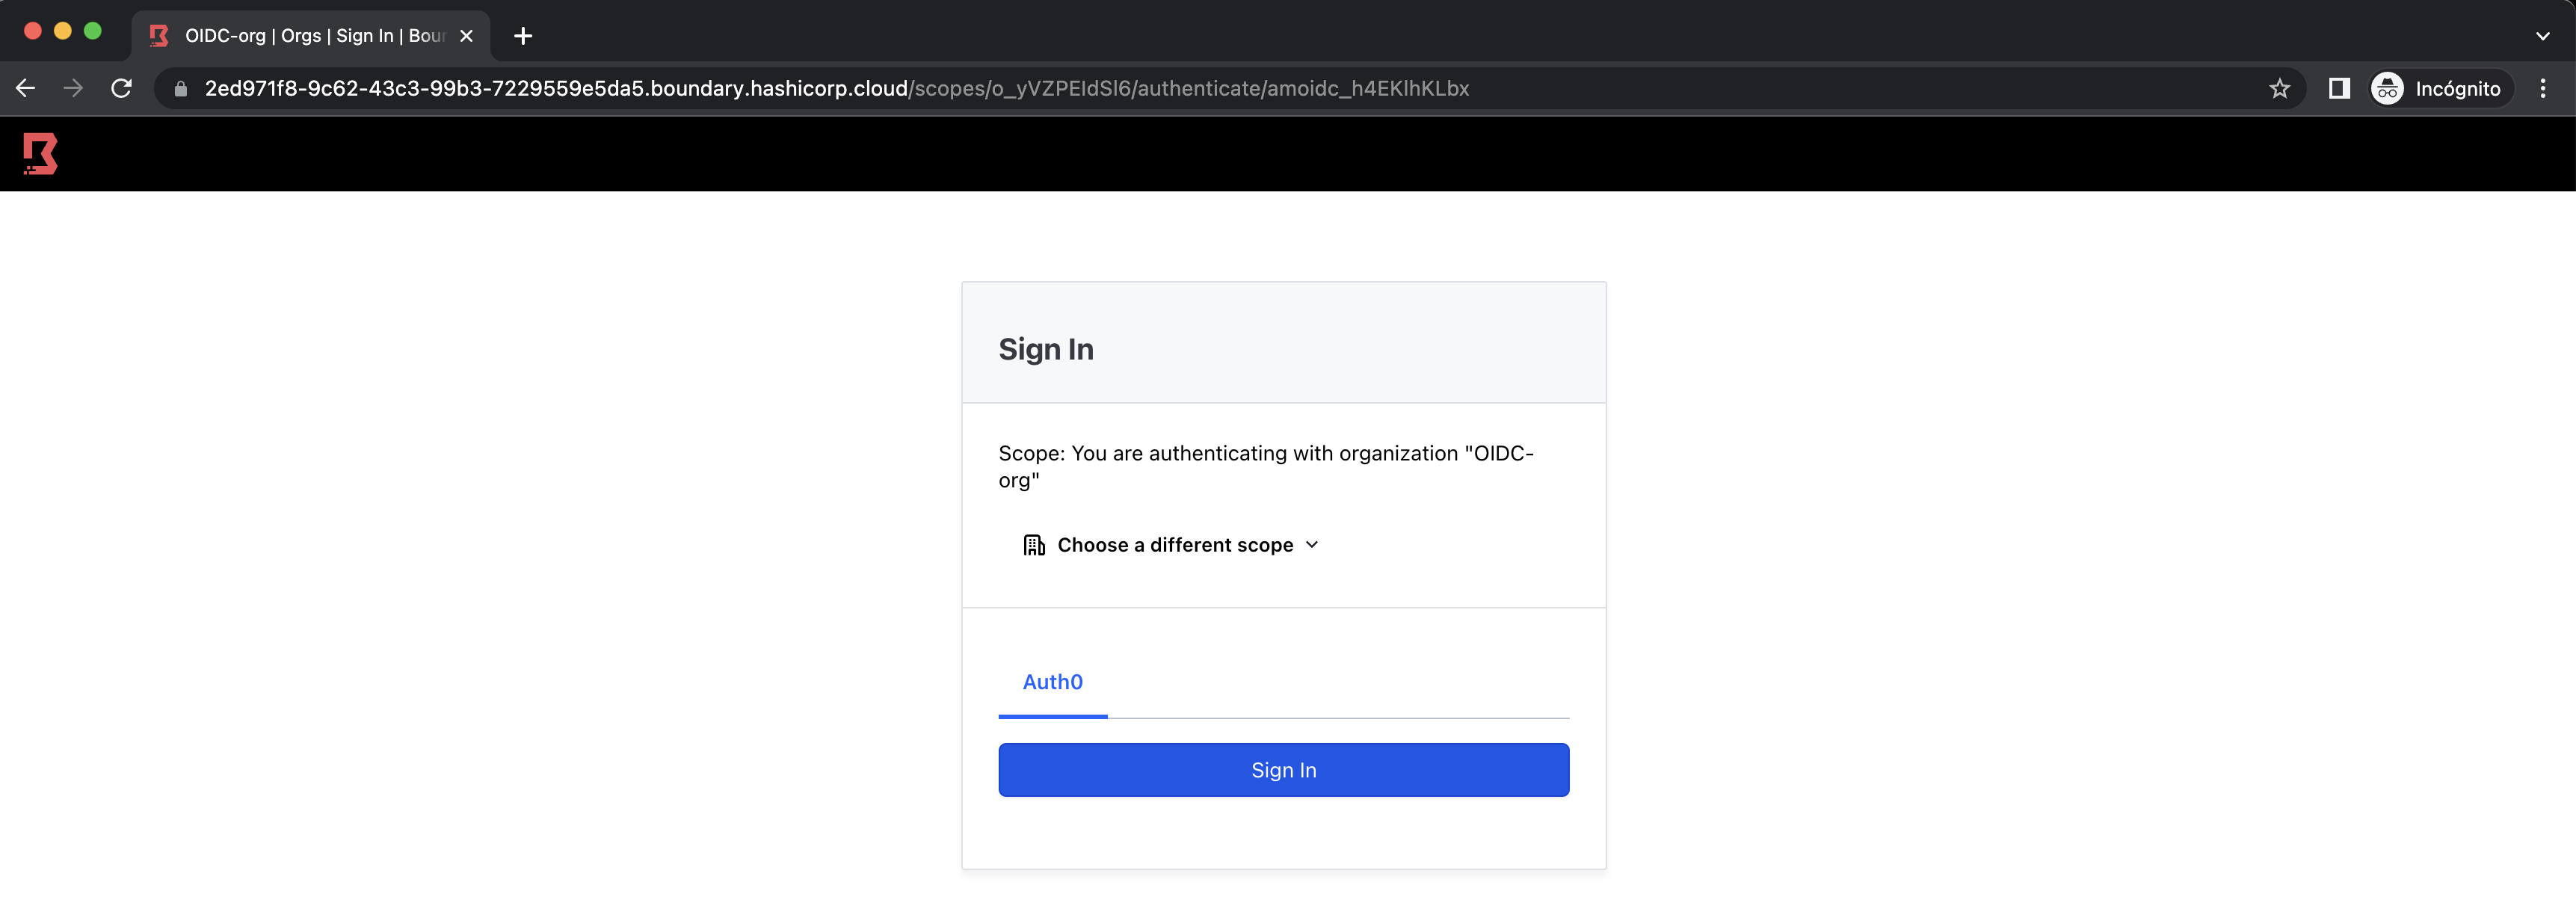 OIDC-org | Orgs | Sign In | Bour
2ed971f8-9c62-43c3-99b3-7229559e5da5.boundary.hashicorp.cloud/scopes/o_yVZPEIdSI6/authenticate/amoidc_h4EKIhKLbx
Incógnito
Sign In
Scope: You are authenticating with organization "OIDC-
org"
Choose a different scope
Auth0
Sign In